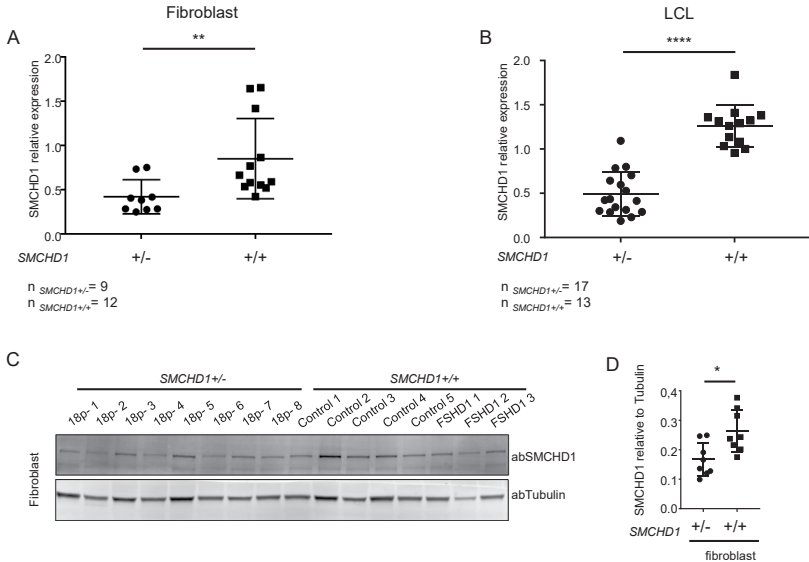 Fibroblast
A
**
SMCHD1 relative expression
2.0
1.5
1.0
0.5
0.0
SMCHD1
+/-
+/+
n SMCHD1+/-= 9
n SMCHD1+/+= 12
LCL
B
****
SMCHD1 relative expression
2.0
1.5
1.0
0.5
0.0
SMCHD1
+/-
+/+
n SMCHD1+/-= 17
n SMCHD1+/+= 13
C
SMCHD1+/-
SMCHD1+/+
18p- 1
18p- 2
18p- 3
18p- 4
18p- 5
18p- 6
18p- 7
18p- 8
Control 1
Control 2
Control 3
Control 4
Control 5
FSHD1 1
FSHD1 2
FSHD1 3
Fibroblast
abSMCHD1
abTubulin
D
*
SMCHD1 relative to Tubulin
0.4
0.3
0.2
0.1
0.0
SMCHD1
+/-
+/+
fibroblast